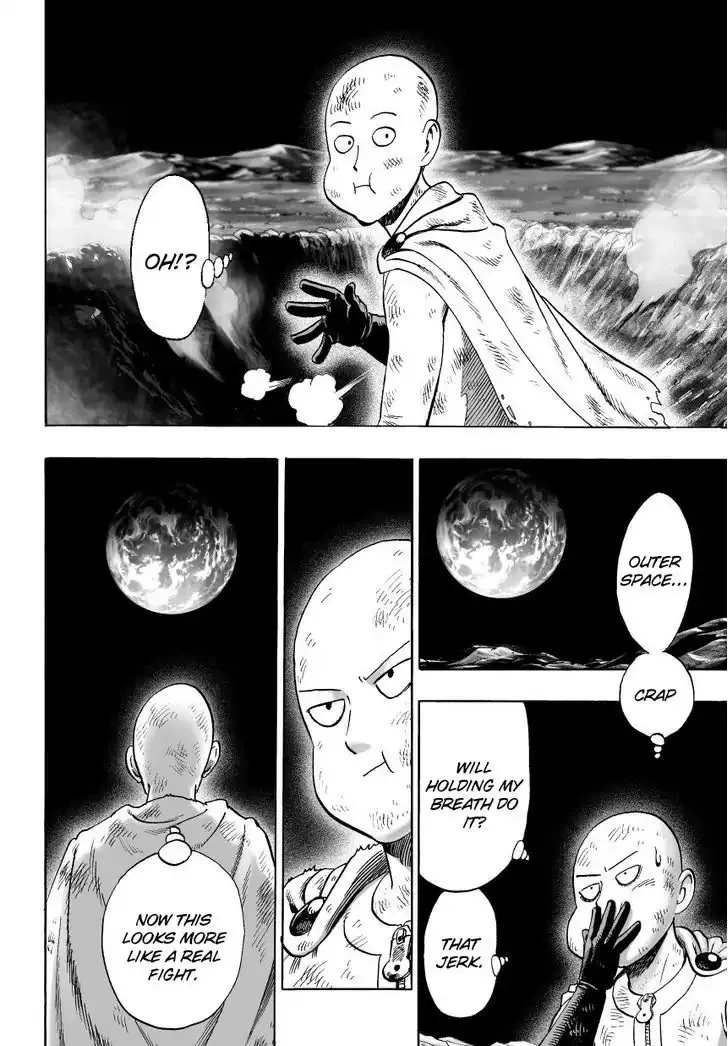 OH!?
OUTER
SPACE...
CRAP
WILL
HOLDING MY
BREATH DO
IT?
THAT
JERK.
NOW THIS
LOOKS MORE
LIKE A REAL
FIGHT.